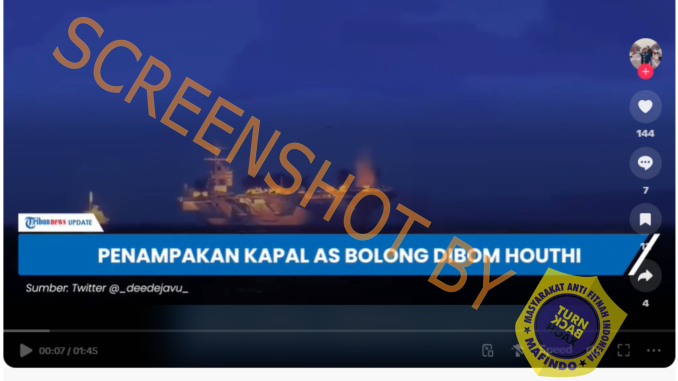 SCREENSHOT BY
144
7
Tribunnews UPDATE
PENAMPAKAN KAPAL AS BOLONG DIBOM HOUTHI
Sumber: Twitter @_deedejavu_
4
MASYARAKAT ANTI FITNAH INDONESIA
TURN
BACK
HOAX
MAFINDO
00:07 / 01:45
Speed